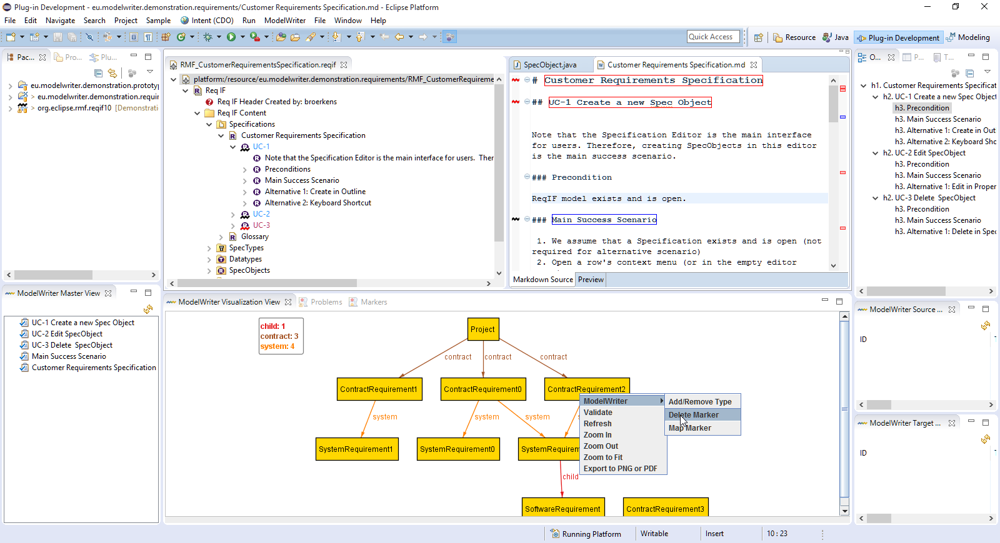 Plug-in Development - eu.modelwriter.demonstration.requirements/Customer Requirements Specification.md - Eclipse Platform
File Edit Navigate Search Project Sample Intent (CDO) Run ModelWriter File Window Help
Quick Access
Resource Java Plug-in Development Modeling
Pac... Pro... Plu...
eu.modelwriter.demonstration.prototyp
> eu.modelwriter.demonstration.requir
> org.eclipse.rmf.reqif10 [Demonstrati
RMF_CustomerRequirementsSpecification.reqif
platform:/resource/eu.modelwriter.demonstration.requirements/RMF_CustomerRequireme
Req IF
Req IF Header Created by: broerkens
Req IF Content
Specifications
Customer Requirements Specification
UC-1
Note that the Specification Editor is the main interface for users. Ther
Preconditions
Main Success Scenario
Alternative 1: Create in Outline
Alternative 2: Keyboard Shortcut
UC-2
UC-3
Glossary
SpecTypes
Datatypes
SpecObjects
SpecObject.java Customer Requirements Specification.md
# Customer Requirements Specification
## UC-1 Create a new Spec Object
Note that the Specification Editor is the main interface
for users. Therefore, creating SpecObjects in this editor
is the main success scenario.
### Precondition
ReqIF model exists and is open.
### Main Success Scenario
1. We assume that a Specification exists and is open (not
required for alternative scenario)
2. Open a row's context menu (or in the empty editor
Markdown Source Preview
O... P... T...
h1. Customer Requirements Specificat
h2. UC-1 Create a new Spec Object
h3. Precondition
h3. Main Success Scenario
h3. Alternative 1: Create in Outl
h3. Alternative 2: Keyboard Sho
h2. UC-2 Edit SpecObject
h3. Precondition
h3. Main Success Scenario
h3. Alternative 1: Edit in Proper
h2. UC-3 Delete SpecObject
h3. Precondition
h3. Main Success Scenario
h3. Alternative 1: Delete in Spec
ModelWriter Master View
UC-1 Create a new Spec Object
UC-2 Edit SpecObject
UC-3 Delete SpecObject
Main Success Scenario
Customer Requirements Specification
ModelWriter Visualization View Problems Markers
child: 1
contract: 3
system: 4
Project
contract contract contract
ContractRequirement1 ContractRequirement0 ContractRequirement2
system system system
SystemRequirement1 SystemRequirement0 SystemRequirem
child
SoftwareRequirement ContractRequirement3
ModelWriter
Validate
Refresh
Zoom In
Zoom Out
Zoom to Fit
Export to PNG or PDF
Add/Remove Type
Delete Marker
Map Marker
ModelWriter Source ...
ID
ModelWriter Target ...
ID
Running Platform Writable Insert 10 : 23